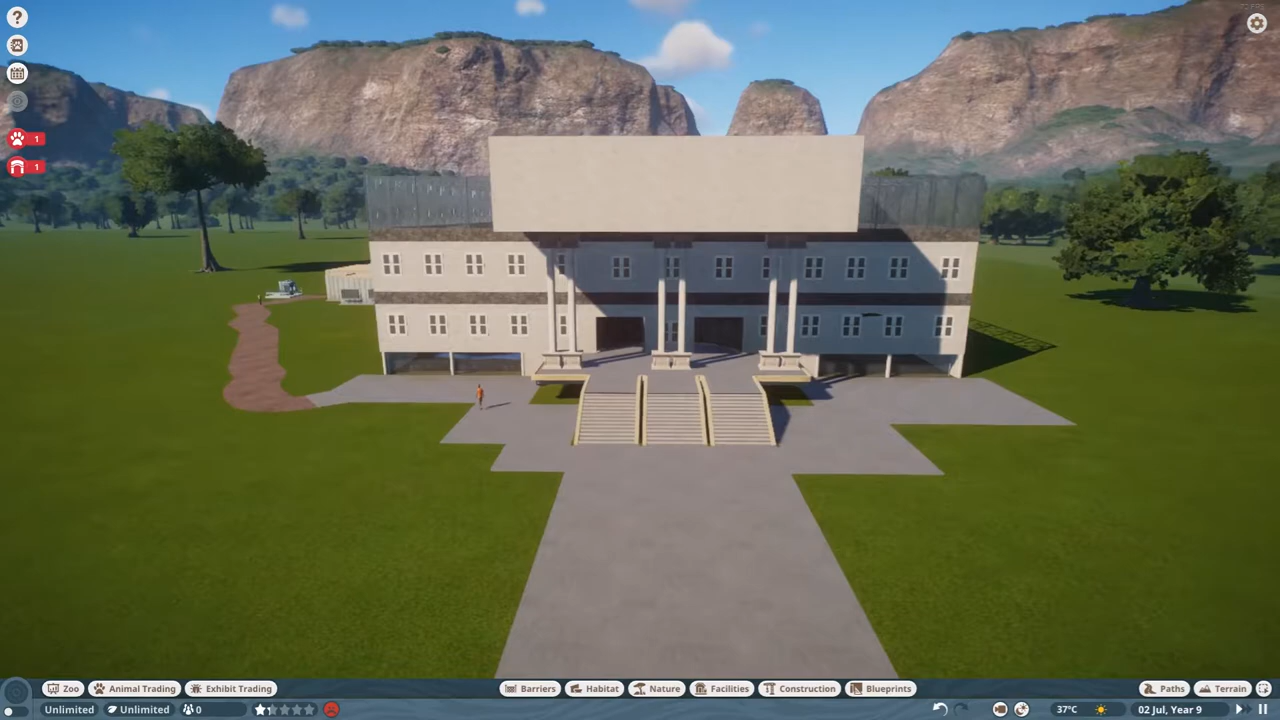 ?
1
1
Zoo
Animal Trading
Exhibit Trading
Barriers
Habitat
Nature
Facilities
Construction
Blueprints
Paths
Terrain
Unlimited
Unlimited
0
37°C
02 Jul, Year 9